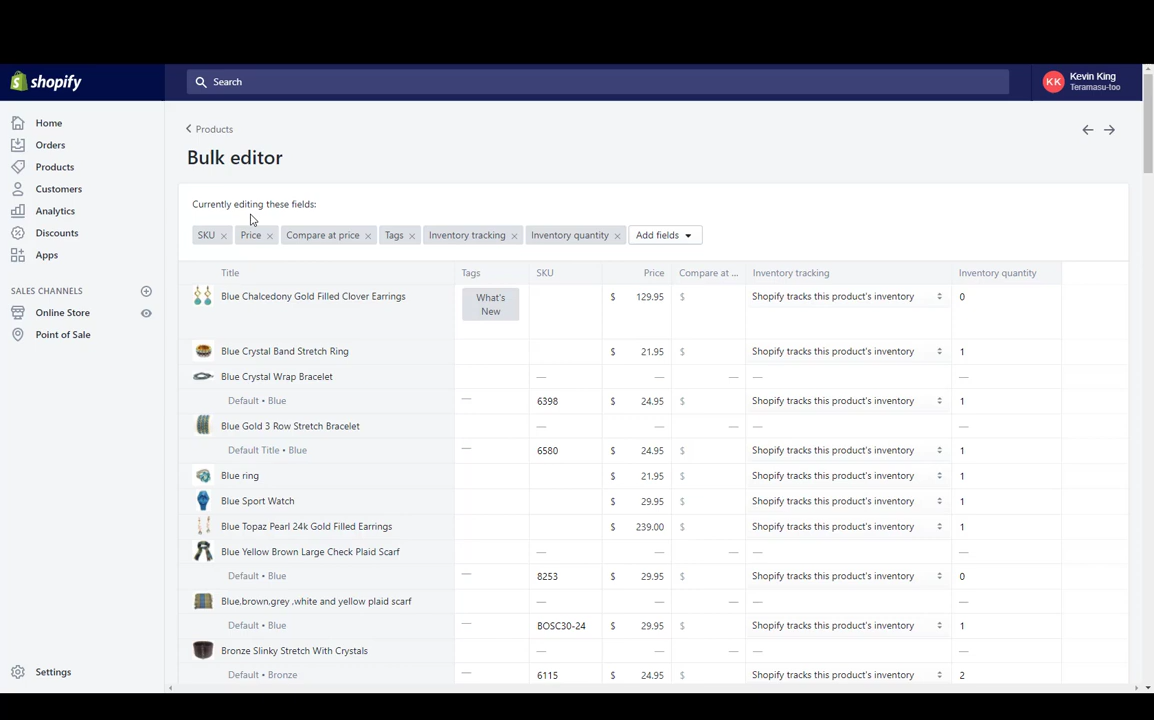 shopify
Search
KK Kevin King
Teramasu-too
Home
Orders
Products
Customers
Analytics
Discounts
Apps
SALES CHANNELS
Online Store
Point of Sale
Settings
Products
Bulk editor
Currently editing these fields:
SKU × Price × Compare at price × Tags × Inventory tracking × Inventory quantity × Add fields
Title Tags SKU Price Compare at ... Inventory tracking Inventory quantity
Blue Chalcedony Gold Filled Clover Earrings What's New $ 129.95 $ Shopify tracks this product's inventory 0
Blue Crystal Band Stretch Ring $ 21.95 $ Shopify tracks this product's inventory 1
Blue Crystal Wrap Bracelet — — — — —
Default • Blue — 6398 $ 24.95 $ Shopify tracks this product's inventory 1
Blue Gold 3 Row Stretch Bracelet — — — — —
Default Title • Blue — 6580 $ 24.95 $ Shopify tracks this product's inventory 1
Blue ring $ 21.95 $ Shopify tracks this product's inventory 1
Blue Sport Watch $ 29.95 $ Shopify tracks this product's inventory 1
Blue Topaz Pearl 24k Gold Filled Earrings $ 239.00 $ Shopify tracks this product's inventory 1
Blue Yellow Brown Large Check Plaid Scarf — — — — —
Default • Blue — 8253 $ 29.95 $ Shopify tracks this product's inventory 0
Blue,brown,grey ,white and yellow plaid scarf — — — — —
Default • Blue — BOSC30-24 $ 29.95 $ Shopify tracks this product's inventory 1
Bronze Slinky Stretch With Crystals — — — — —
Default • Bronze — 6115 $ 24.95 $ Shopify tracks this product's inventory 2